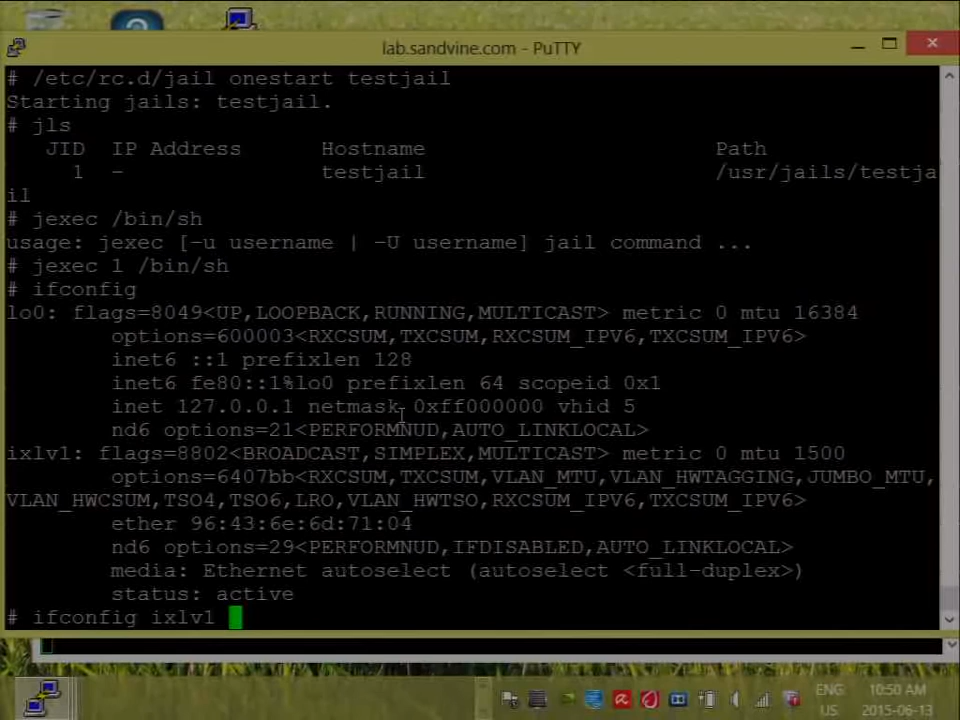 lab.sandvine.com - PuTTY
# /etc/rc.d/jail onestart testjail
Starting jails: testjail.
# jls
JID IP Address Hostname Path
1 - testjail /usr/jails/testja
il
# jexec /bin/sh
usage: jexec [-u username | -U username] jail command ...
# jexec 1 /bin/sh
# ifconfig
lo0: flags=8049<UP,LOOPBACK,RUNNING,MULTICAST> metric 0 mtu 16384
options=600003<RXCSUM,TXCSUM,RXCSUM_IPV6,TXCSUM_IPV6>
inet6 ::1 prefixlen 128
inet6 fe80::1%lo0 prefixlen 64 scopeid 0x1
inet 127.0.0.1 netmask 0xff000000 vhid 5
nd6 options=21<PERFORMNUD,AUTO_LINKLOCAL>
ixlv1: flags=8802<BROADCAST,SIMPLEX,MULTICAST> metric 0 mtu 1500
options=6407bb<RXCSUM,TXCSUM,VLAN_MTU,VLAN_HWTAGGING,JUMBO_MTU,
VLAN_HWCSUM,TSO4,TSO6,LRO,VLAN_HWTSO,RXCSUM_IPV6,TXCSUM_IPV6>
ether 96:43:6e:6d:71:04
nd6 options=29<PERFORMNUD,IFDISABLED,AUTO_LINKLOCAL>
media: Ethernet autoselect (autoselect <full-duplex>)
status: active
# ifconfig ixlv1
ENG 10:50 AM
US 2015-06-13